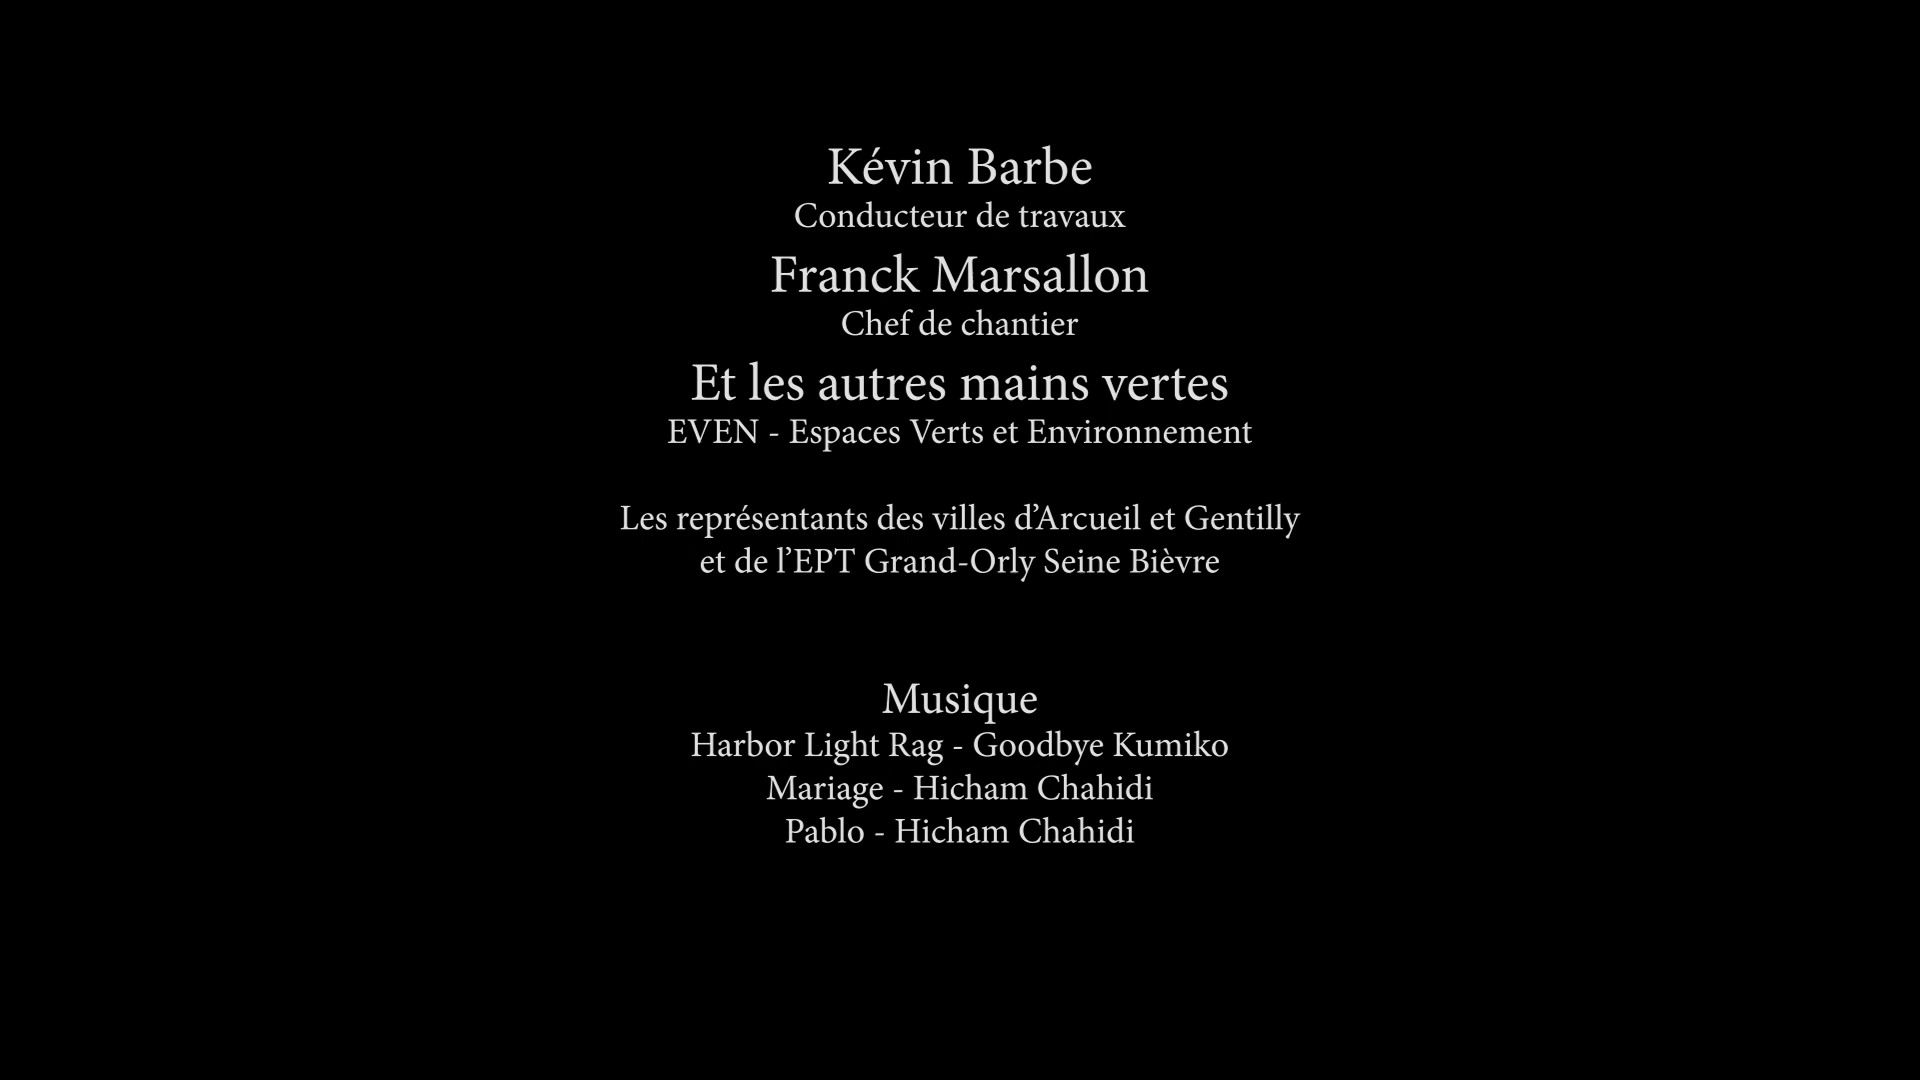 Kévin Barbe
Conducteur de travaux
Franck Marsallon
Chef de chantier
Et les autres mains vertes
EVEN - Espaces Verts et Environnement
Les représentants des villes d’Arcueil et Gentilly
et de l’EPT Grand-Orly Seine Bièvre
Musique
Harbor Light Rag - Goodbye Kumiko
Mariage - Hicham Chahidi
Pablo - Hicham Chahidi